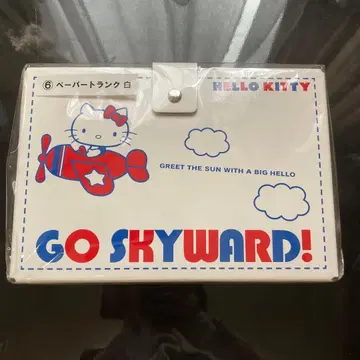 ⑥ ペーパートランク 白
HELLO KITTY
GREET THE SUN WITH A BIG HELLO
GO SKYWARD!